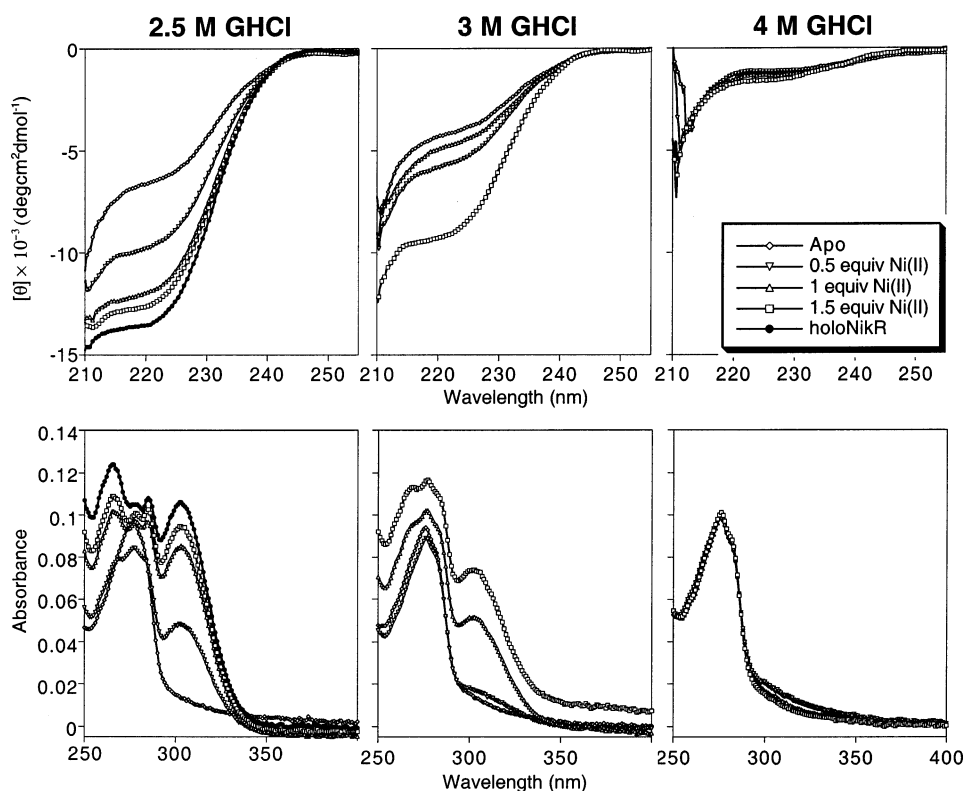 2.5 M GHCl
3 M GHCl
4 M GHCl
[θ] × 10⁻³ (degcm²dmol⁻¹)
0
-5
-10
-15
210 220 230 240 250
210 220 230 240 250
210 220 230 240 250
Wavelength (nm)
Apo
0.5 equiv Ni(II)
1 equiv Ni(II)
1.5 equiv Ni(II)
holoNikR
Absorbance
0.14
0.12
0.1
0.08
0.06
0.04
0.02
0
250 300 350
250 300 350
250 300 350 400
Wavelength (nm)